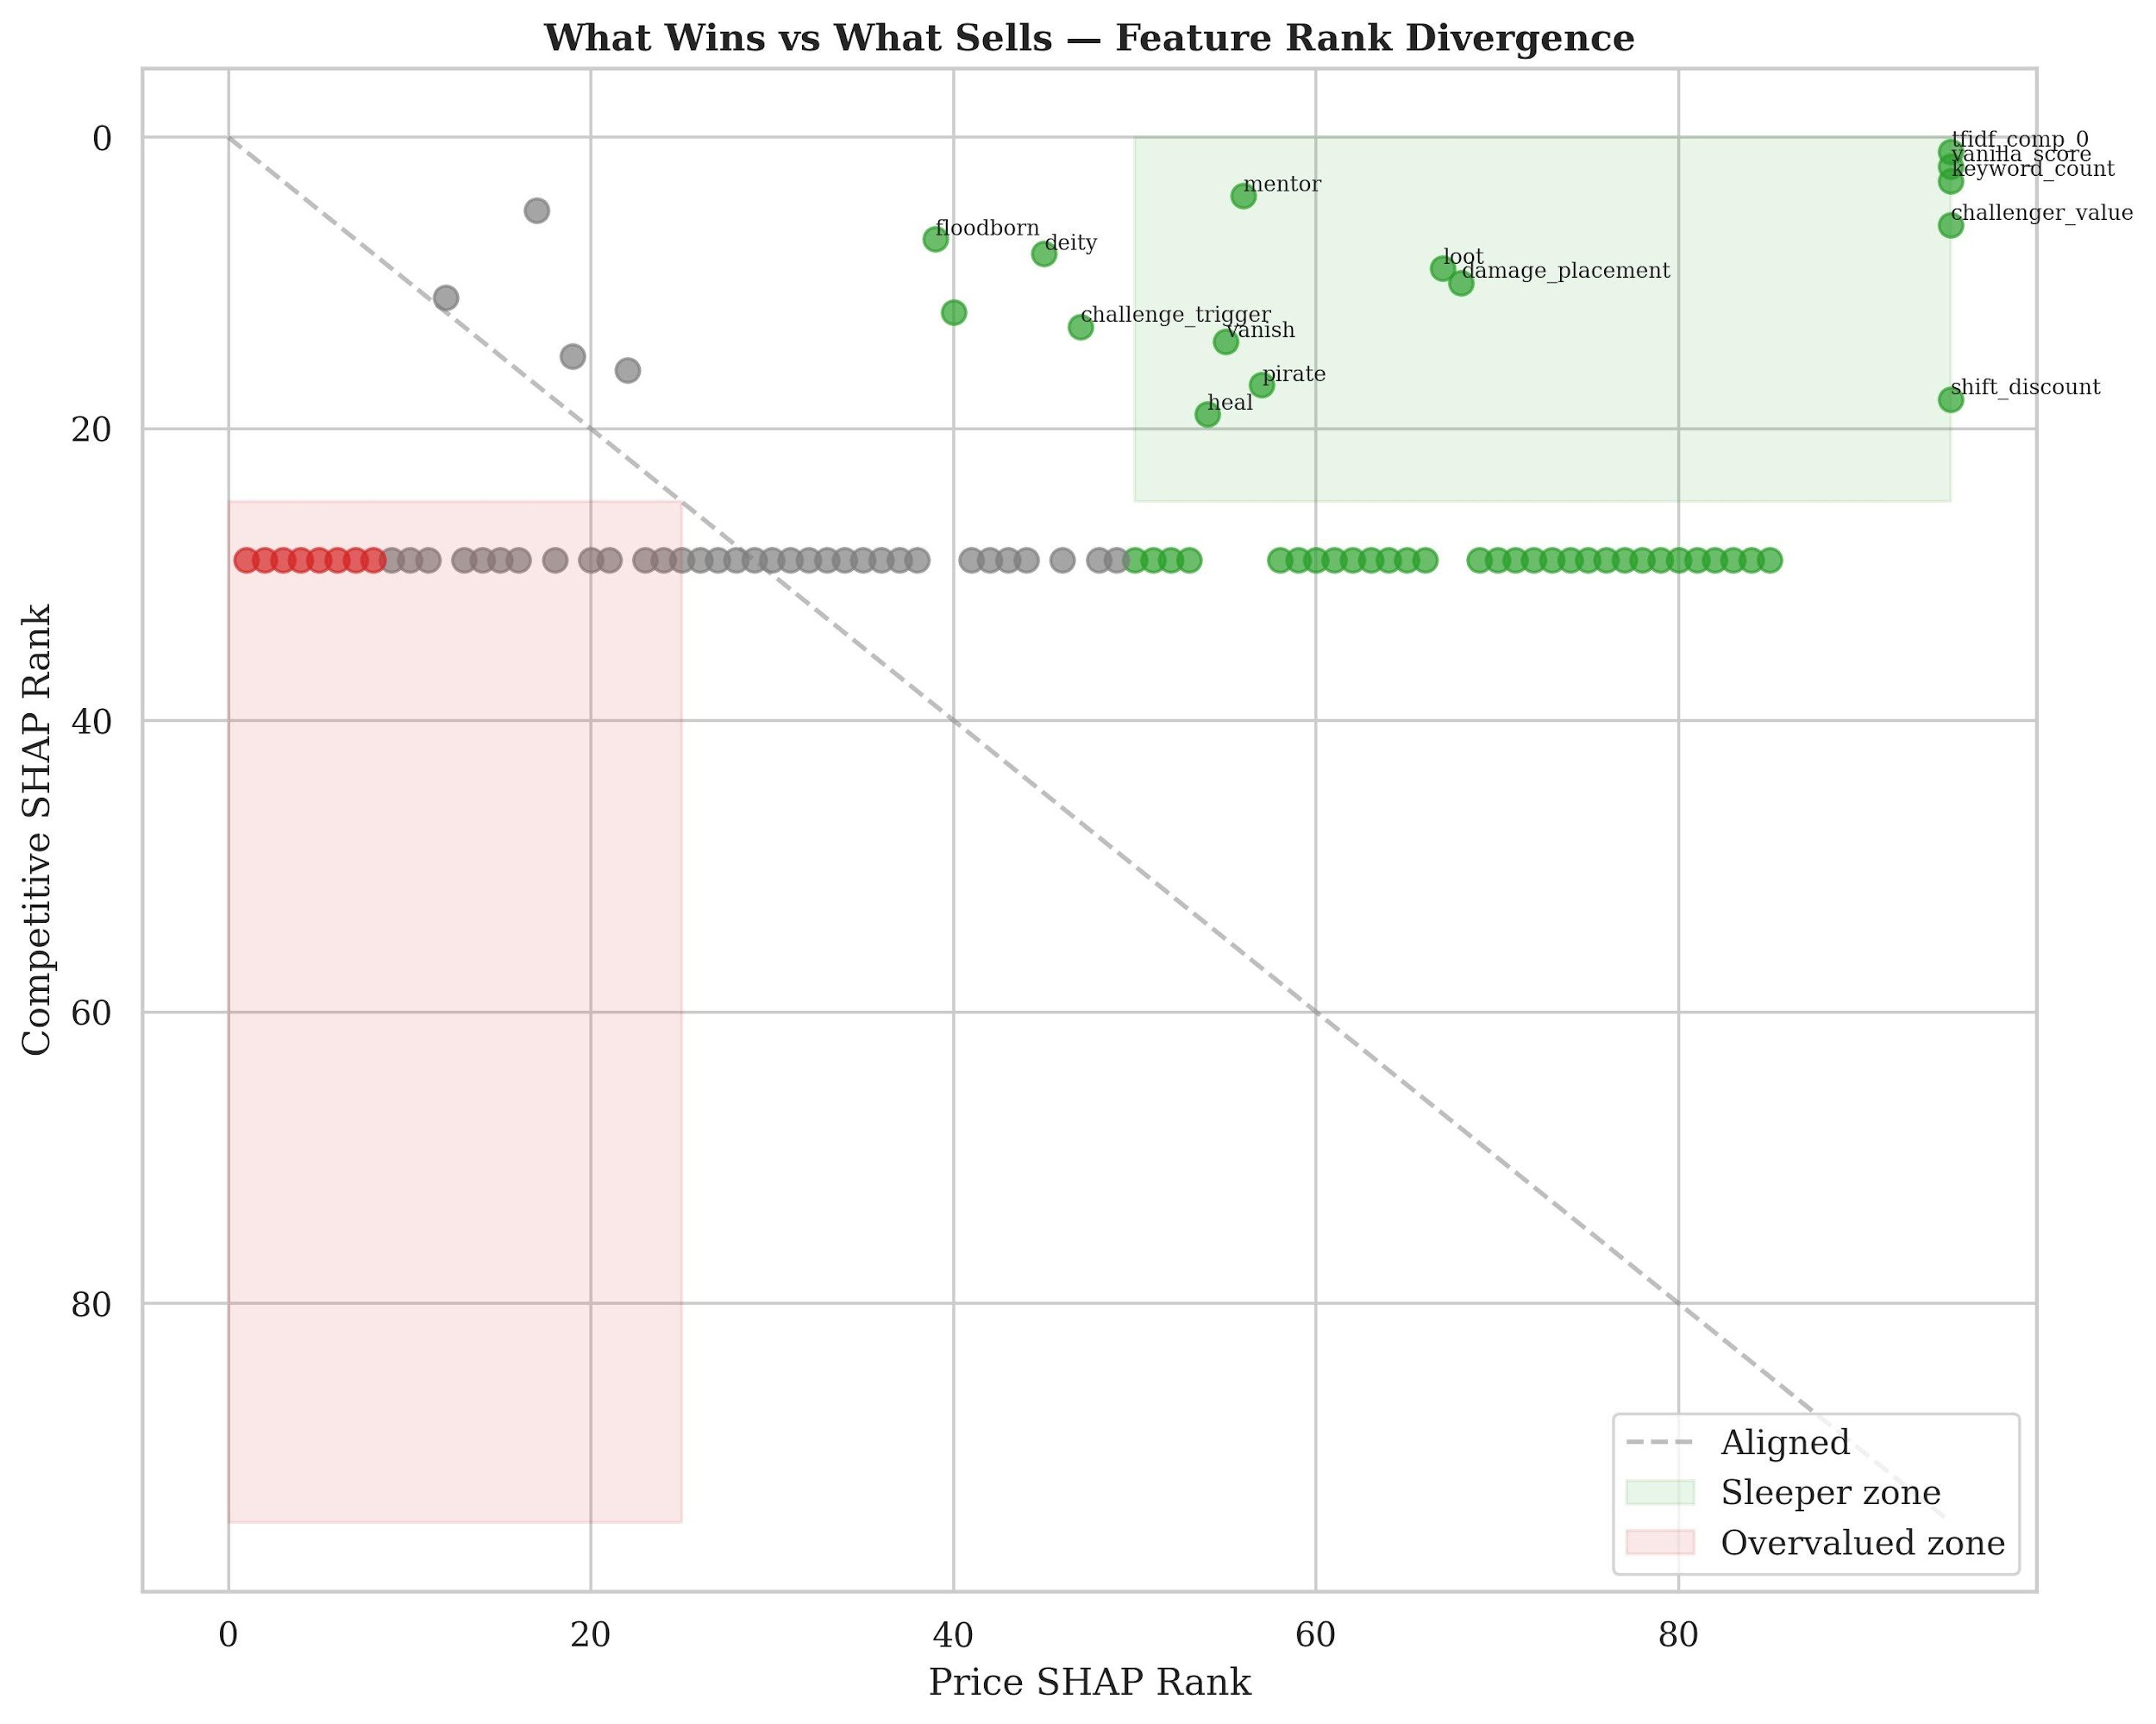 What Wins vs What Sells — Feature Rank Divergence
Competitive SHAP Rank
0
20
40
60
80
tfidf_comp_0
vanilla_score
keyword_count
mentor
challenger_value
floodborn
deity
loot
damage_placement
challenge_trigger
vanish
pirate
shift_discount
heal
Aligned
Sleeper zone
Overvalued zone
0
20
40
60
80
Price SHAP Rank